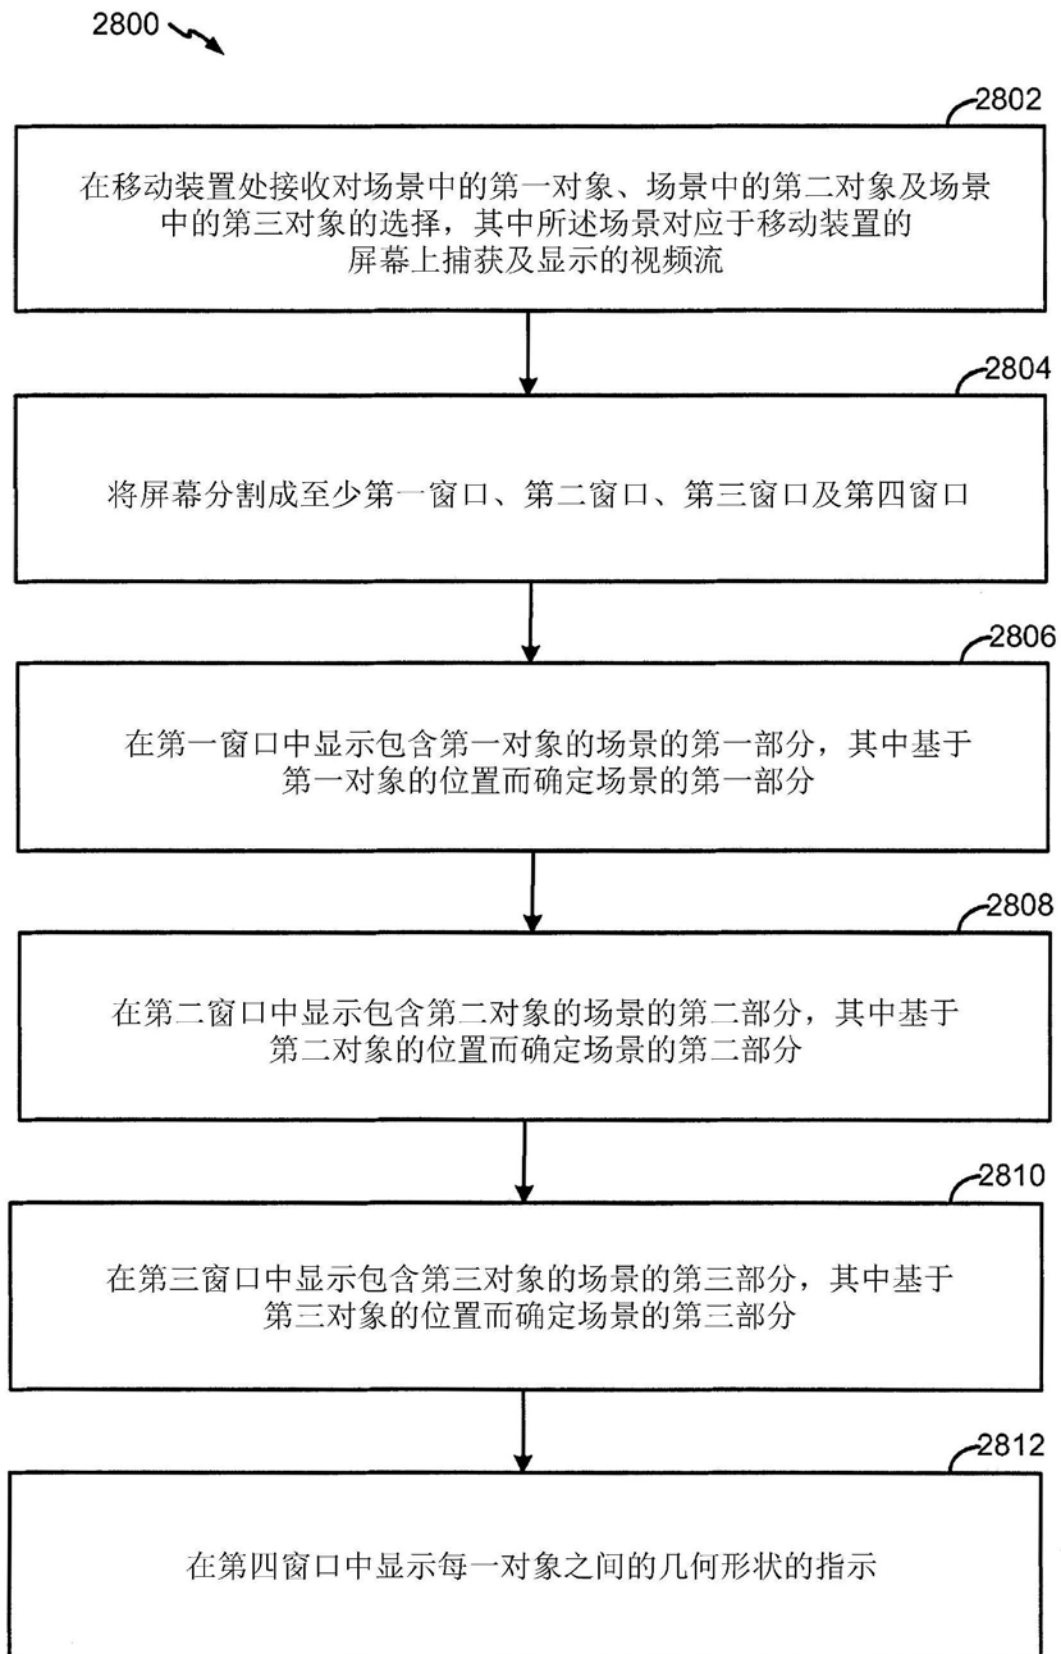 2800
2802
在移动装置处接收对场景中的第一对象、场景中的第二对象及场景
中的第三对象的选择，其中所述场景对应于移动装置的
屏幕上捕获及显示的视频流
2804
将屏幕分割成至少第一窗口、第二窗口、第三窗口及第四窗口
2806
在第一窗口中显示包含第一对象的场景的第一部分，其中基于
第一对象的位置而确定场景的第一部分
2808
在第二窗口中显示包含第二对象的场景的第二部分，其中基于
第二对象的位置而确定场景的第二部分
2810
在第三窗口中显示包含第三对象的场景的第三部分，其中基于
第三对象的位置而确定场景的第三部分
2812
在第四窗口中显示每一对象之间的几何形状的指示